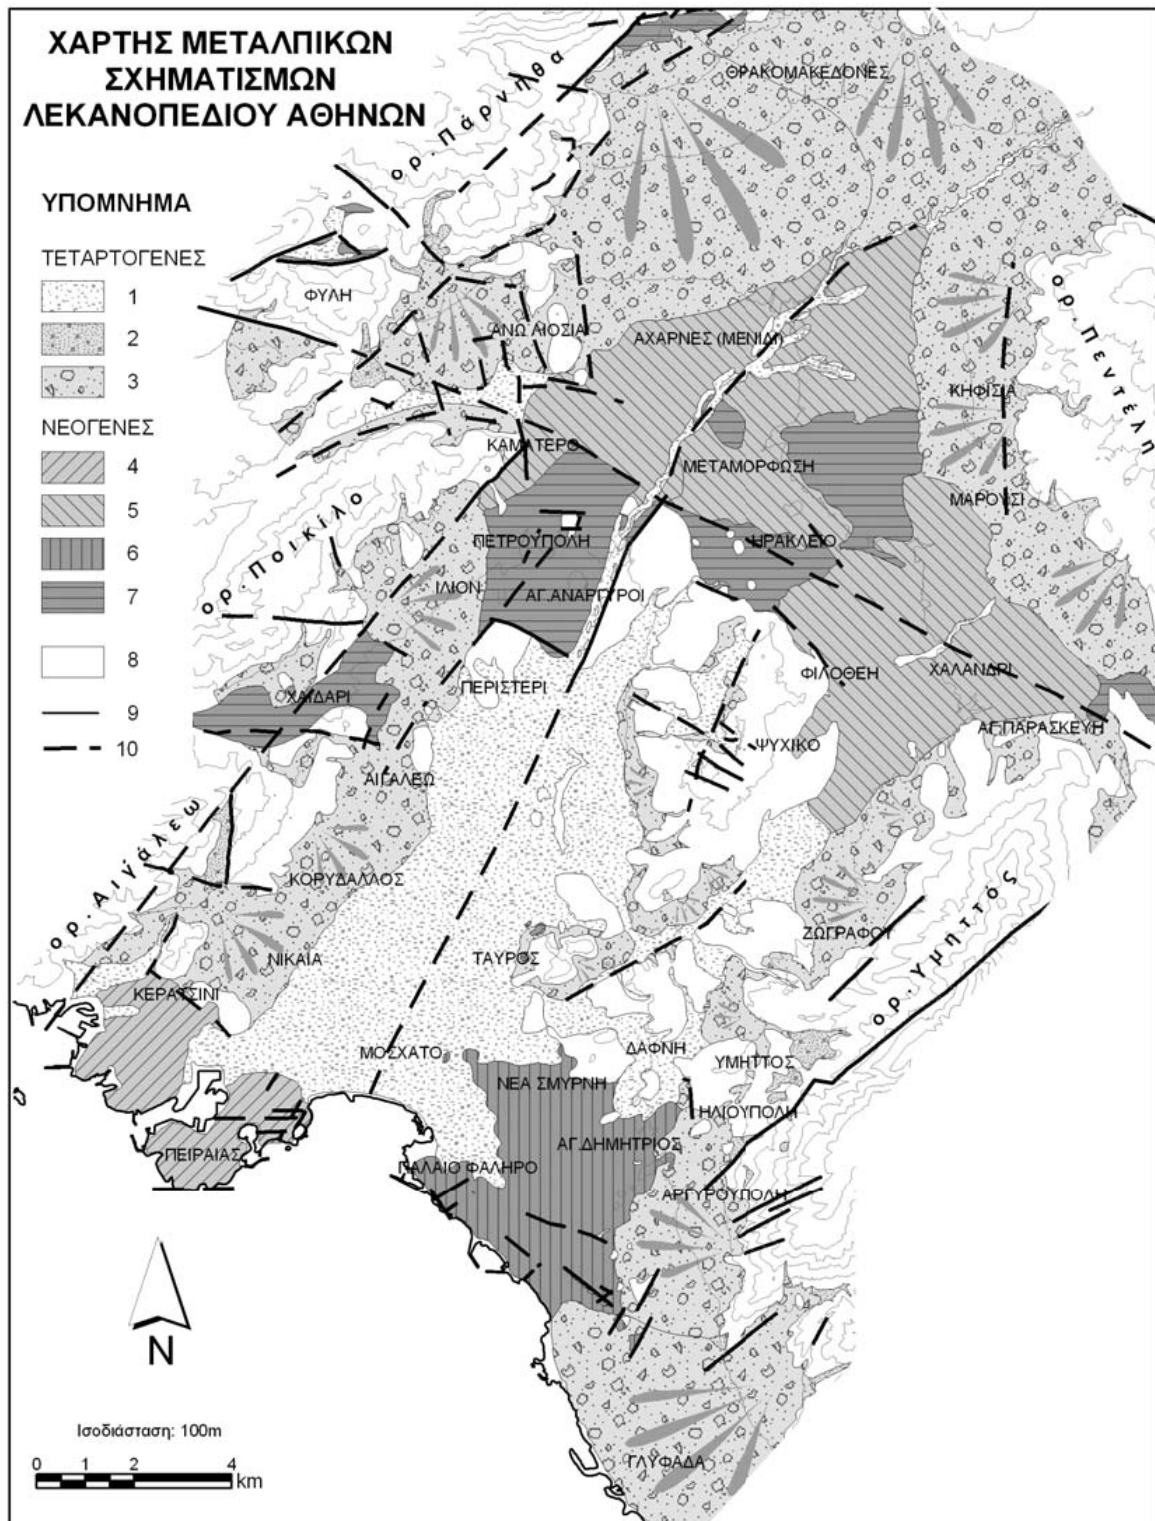 ΧΑΡΤΗΣ ΜΕΤΑΛΠΙΚΩΝ
ΣΧΗΜΑΤΙΣΜΩΝ
ΛΕΚΑΝΟΠΕΔΙΟΥ ΑΘΗΝΩΝ
ΥΠΟΜΝΗΜΑ
ΤΕΤΑΡΤΟΓΕΝΕΣ
1
2
3
ΝΕΟΓΕΝΕΣ
4
5
6
7
8
9
10
ορ. Πάρνηθα
ΘΡΑΚΟΜΑΚΕΔΟΝΕΣ
ΦΥΛΗ
ΑΝΩ ΛΙΟΣΙΑ
ΑΧΑΡΝΕΣ (ΜΕΝΙΔΙ)
ορ. Πεντέλη
ΚΗΦΙΣΙΑ
ΚΑΜΑΤΕΡΟ
ΜΕΤΑΜΟΡΦΩΣΗ
ΜΑΡΟΥΣΙ
ορ. Ποικίλο
ΠΕΤΡΟΥΠΟΛΗ
ΗΡΑΚΛΕΙΟ
ΙΛΙΟΝ
ΑΓ.ΑΝΑΡΓΥΡΟΙ
ΧΑΪΔΑΡΙ
ΠΕΡΙΣΤΕΡΙ
ΦΙΛΟΘΕΗ
ΧΑΛΑΝΔΡΙ
ΑΓ.ΠΑΡΑΣΚΕΥΗ
ΨΥΧΙΚΟ
ΑΙΓΑΛΕΩ
ορ. Αιγάλεω
ΚΟΡΥΔΑΛΛΟΣ
ΖΩΓΡΑΦΟΥ
ορ. Υμηττός
ΝΙΚΑΙΑ
ΤΑΥΡΟΣ
ΚΕΡΑΤΣΙΝΙ
ΜΟΣΧΑΤΟ
ΔΑΦΝΗ
ΥΜΗΤΤΟΣ
ΝΕΑ ΣΜΥΡΝΗ
ΗΛΙΟΥΠΟΛΗ
ΠΕΙΡΑΙΑΣ
ΑΓ.ΔΗΜΗΤΡΙΟΣ
ΠΑΛΑΙΟ ΦΑΛΗΡΟ
ΑΡΓΥΡΟΥΠΟΛΗ
N
Ισοδιάσταση: 100m
0 1 2 4
km
ΓΛΥΦΑΔΑ